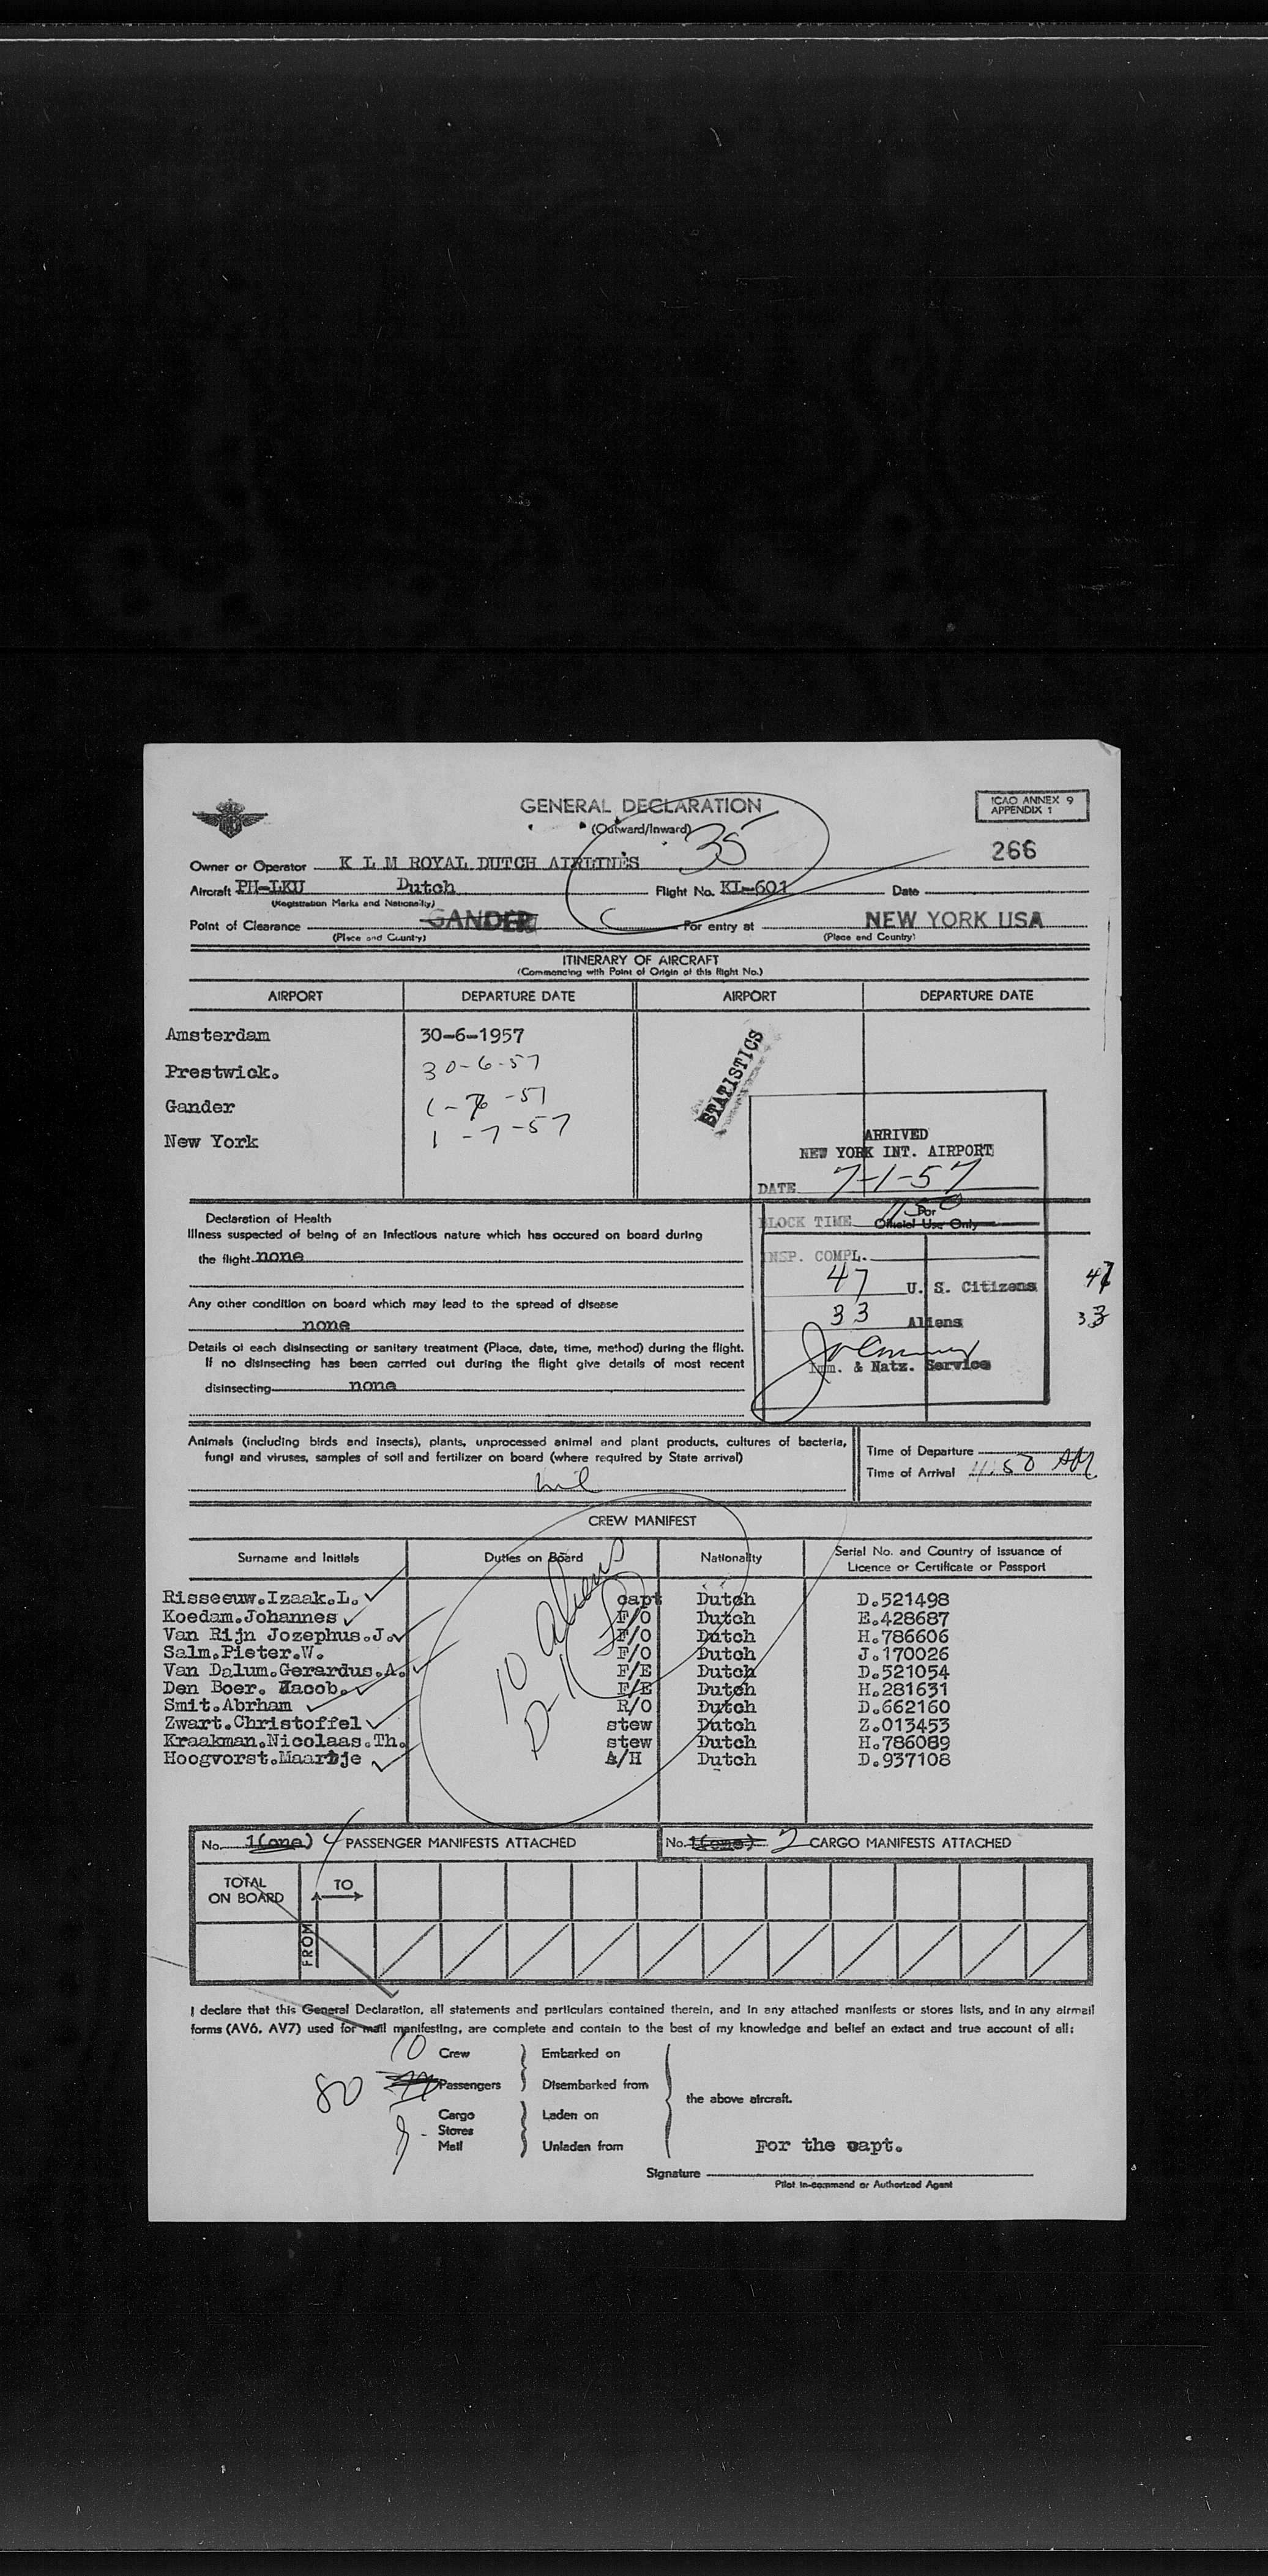 GENERAL DECLARATION
(Outward/Inward)
ICAO ANNEX 9
APPENDIX 1
35
266
Owner or Operator K L M ROYAL DUTCH AIRLINES
Aircraft PH-LKU Dutch Flight No. KL-601 Date
(Registration Marks and Nationality)
Point of Clearance GANDER For entry at NEW YORK USA
(Place and Country) (Place and Country)
ITINERARY OF AIRCRAFT
(Commencing with Point of Origin of this flight No.)
AIRPORT DEPARTURE DATE AIRPORT DEPARTURE DATE
Amsterdam 30-6-1957
Prestwick. 30-6-57
Gander
New York 1-7-57
STATISTICS
ARRIVED
NEW YORK INT. AIRPORT
DATE 7-1-57
BLOCK TIME
For
Official Use Only
INSP. COMPL.
47 U. S. Citizens 47
33 Aliens 33
Imm. & Natz. Service
Declaration of Health
Illness suspected of being of an infectious nature which has occured on board during
the flight none
Any other condition on board which may lead to the spread of disease
none
Details of each disinsecting or sanitary treatment (Place, date, time, method) during the flight.
If no disinsecting has been carried out during the flight give details of most recent
disinsecting none
Animals (including birds and insects), plants, unprocessed animal and plant products, cultures of bacteria,
fungi and viruses, samples of soil and fertilizer on board (where required by State arrival)
nil
Time of Departure
Time of Arrival 11.50 AM
CREW MANIFEST
Surname and Initials Duties on Board Nationality Serial No. and Country of Issuance of
Licence or Certificate or Passport
10 aliens
D-1
Risseeuw.Izaak.L. capt Dutch D.521498
Koedam.Johannes F/O Dutch E.428687
Van Rijn Jozephus.J. F/O Dutch H.786606
Salm.Pieter.W. F/O Dutch J.170026
Van Dalum.Gerardus.A. F/E Dutch D.521054
Den Boer. Jacob. F/E Dutch H.281631
Smit.Abrham R/O Dutch D.662160
Zwart.Christoffel stew Dutch Z.013453
Kraakman.Nicolaas.Th. stew Dutch H.786089
Hoogvorst.Maartje A/H Dutch D.937108
No. 1(one) 4 PASSENGER MANIFESTS ATTACHED No. 1(one) 2 CARGO MANIFESTS ATTACHED
TOTAL
ON BOARD
TO
FROM
I declare that this General Declaration, all statements and particulars contained therein, and in any attached manifests or stores lists, and in any airmail
forms (AV6. AV7) used for mail manifesting, are complete and contain to the best of my knowledge and belief an extact and true account of all:
10 Crew Embarked on
80 Passengers Disembarked from
the above aircraft.
Cargo Laden on
Stores
Mail Unladen from
For the capt.
Signature
Pilot in-command or Authorized Agent